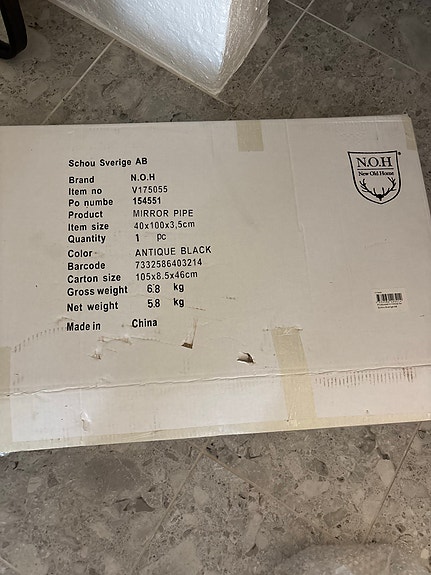 Schou Sverige AB
Brand N.O.H
Item no V175055
Po numbe 154551
Product MIRROR PIPE
Item size 40x100x3,5cm
Quantity 1 pc
Color ANTIQUE BLACK
Barcode 7332586403214
Carton size 105x8.5x46cm
Gross weight 6.8 kg
Net weight 5.8 kg
Made in China
N.O.H
New Old Home